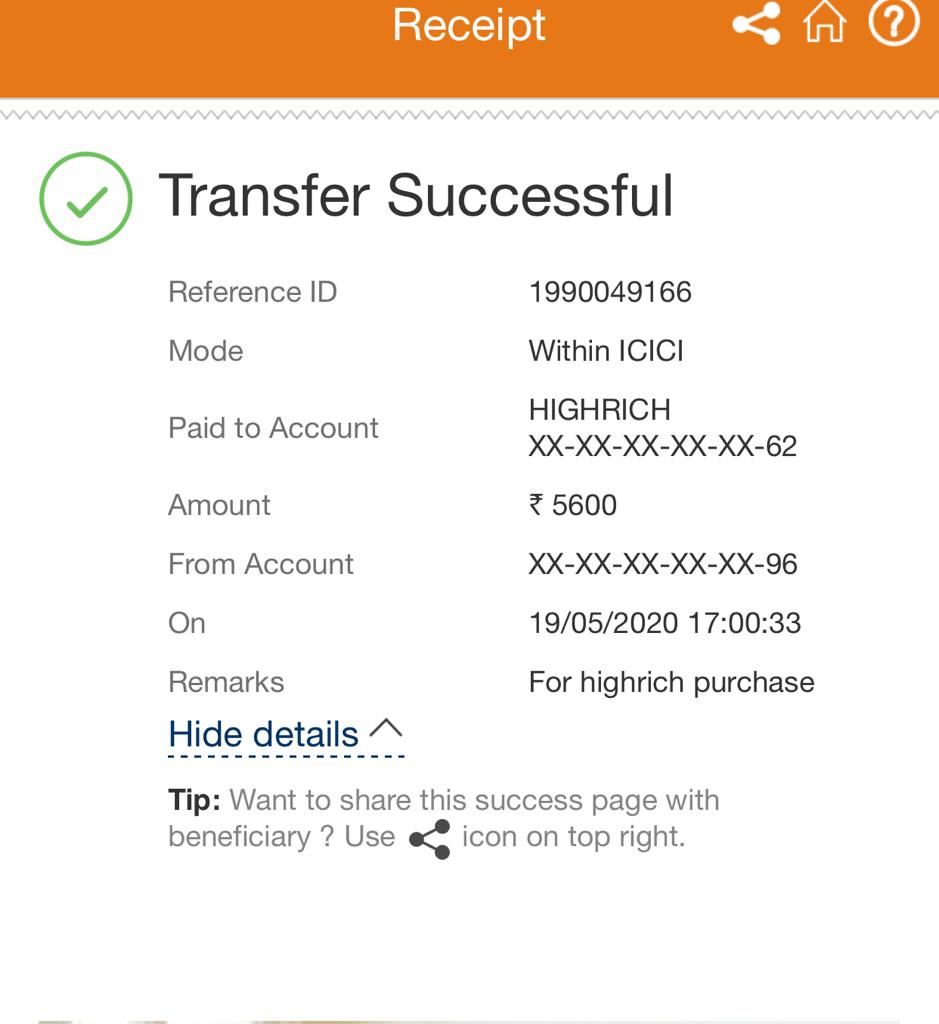 Receipt
Transfer Successful
Reference ID 1990049166
Mode Within ICICI
Paid to Account HIGHRICH
XX-XX-XX-XX-XX-62
Amount ₹ 5600
From Account XX-XX-XX-XX-XX-96
On 19/05/2020 17:00:33
Remarks For highrich purchase
Hide details
Tip: Want to share this success page with
beneficiary ? Use icon on top right.